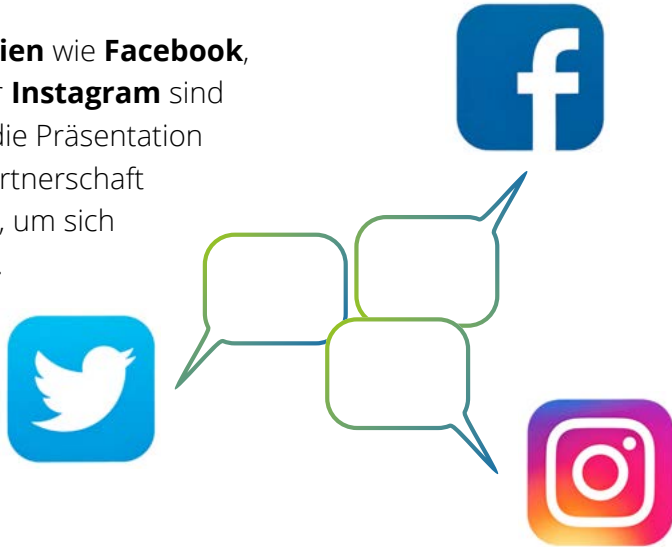 ien wie Facebook,
r Instagram sind
die Präsentation
rtnerschaft
, um sich
.